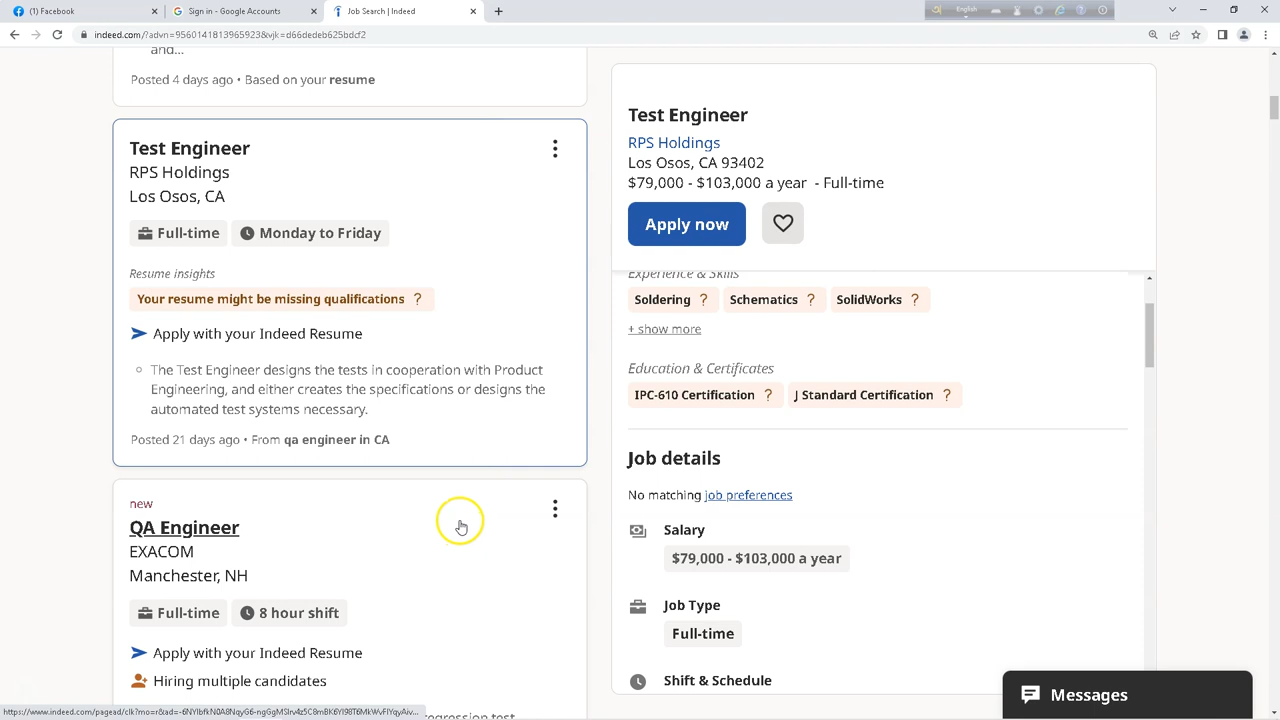 (1) Facebook
Sign in - Google Accounts
Job Search | Indeed
English
indeed.com/?advn=9560141813965923&vjk=d66dedeb625bdcf2
and...
Posted 4 days ago • Based on your resume
Test Engineer
RPS Holdings
Los Osos, CA
Full-time
Monday to Friday
Resume insights
Your resume might be missing qualifications ?
Apply with your Indeed Resume
The Test Engineer designs the tests in cooperation with Product
Engineering, and either creates the specifications or designs the
automated test systems necessary.
Posted 21 days ago • From qa engineer in CA
new
QA Engineer
EXACOM
Manchester, NH
Full-time
8 hour shift
Apply with your Indeed Resume
Hiring multiple candidates
regression test
Test Engineer
RPS Holdings
Los Osos, CA 93402
$79,000 - $103,000 a year - Full-time
Apply now
Experience & Skills
Soldering ?
Schematics ?
SolidWorks ?
+ show more
Education & Certificates
IPC-610 Certification ?
J Standard Certification ?
Job details
No matching job preferences
Salary
$79,000 - $103,000 a year
Job Type
Full-time
Shift & Schedule
Messages